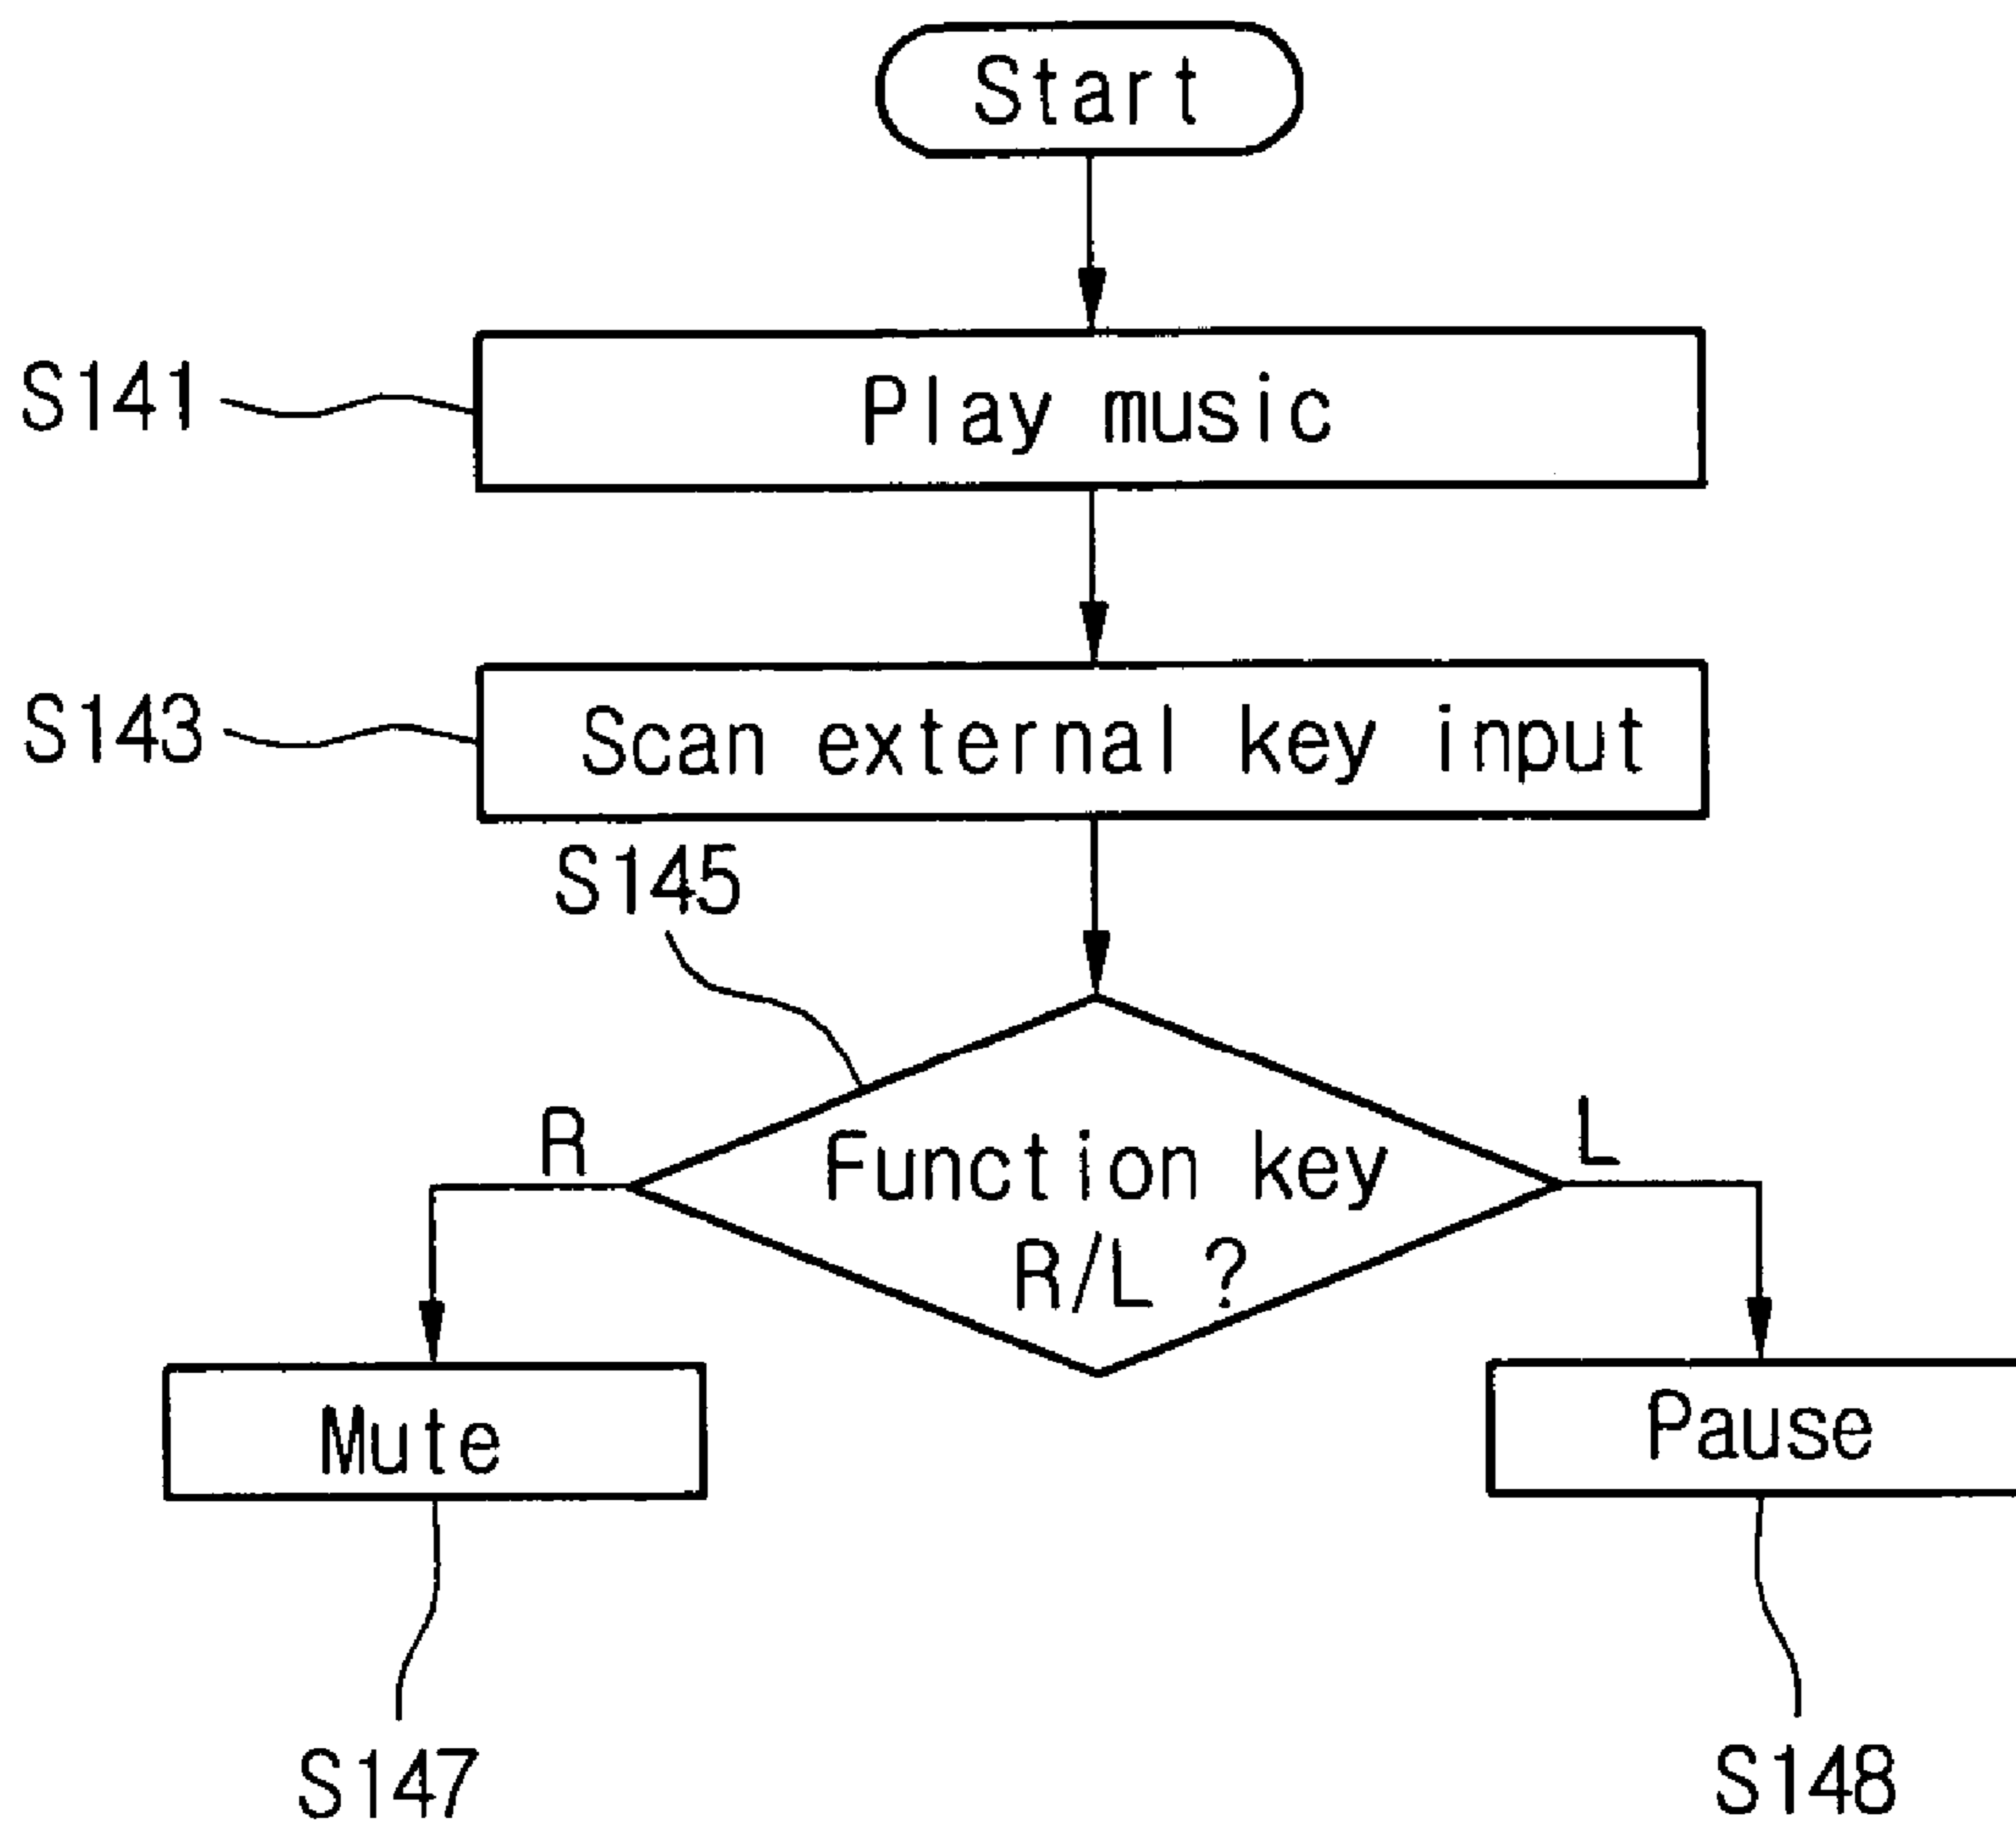 Start
S141
Play music
S143
Scan external key input
S145
R
L
Function key
R/L ?
Mute
Pause
S147
S148